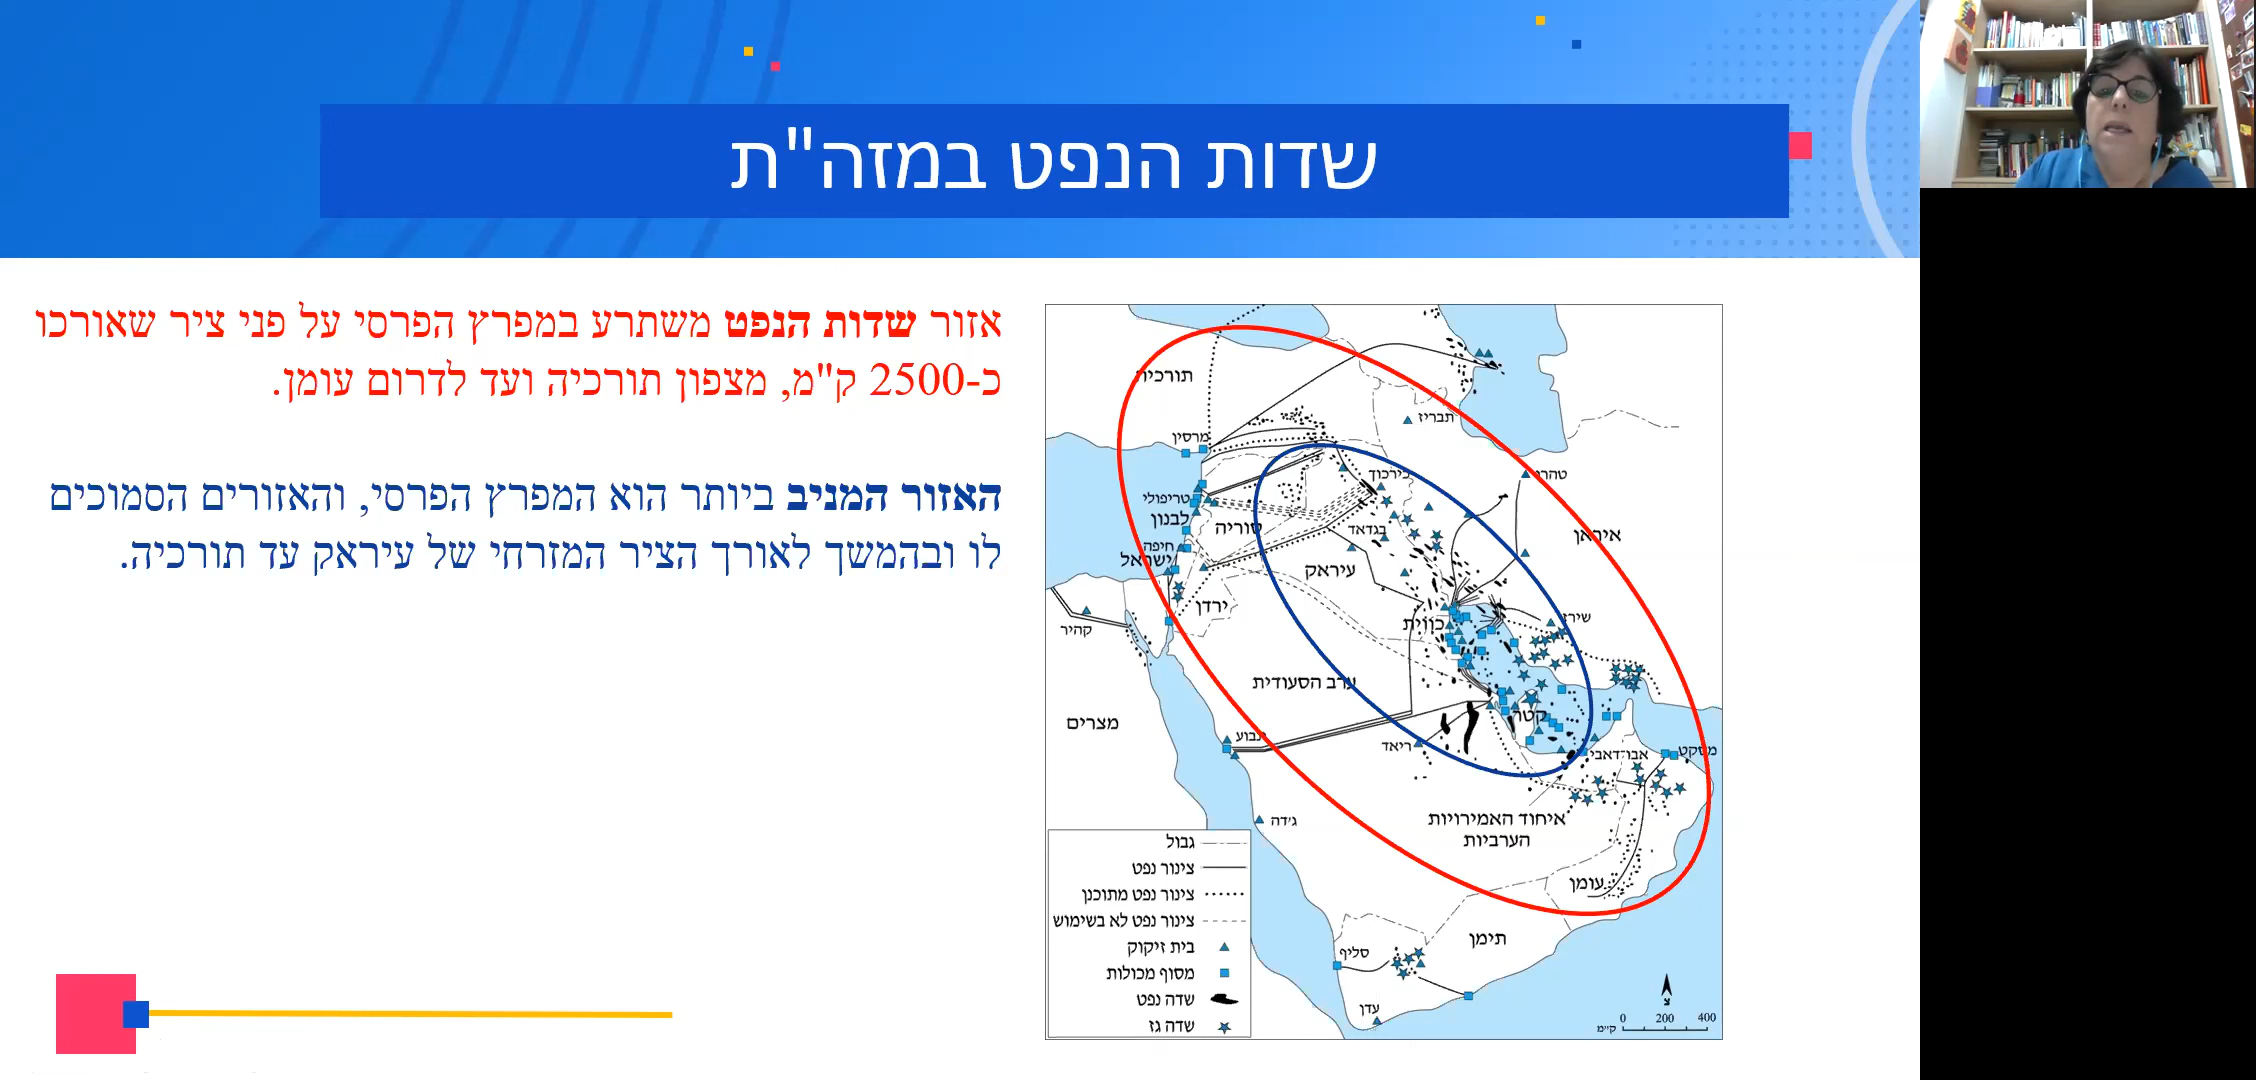 שדות הנפט במזה"ת
אזור שדות הנפט משתרע במפרץ הפרסי על פני ציר שאורכו
כ-2500 ק"מ, מצפון תורכיה ועד לדרום עומן.
האזור המניב ביותר הוא המפרץ הפרסי, והאזורים הסמוכים
לו ובהמשך לאורך הציר המזרחי של עיראק עד תורכיה.
תורכיה
תבריז
מרסין
טהרן
כירכוך
טריפולי
לבנון
סוריה
בגדאד
איראן
חיפה
ישראל
עיראק
ירדן
קהיר
כווית
שירז
ערב הסעודית
מצרים
קטר
ינבוע
ריאד
אבו־דאבי
מסקט
איחוד האמירויות
הערביות
ג'דה
עומן
תימן
סליף
עדן
גבול
צינור נפט
צינור נפט מתוכנן
צינור נפט לא בשימוש
בית זיקוק
מסוף מכולות
שדה נפט
שדה גז
צ
0 200 400
ק"מ